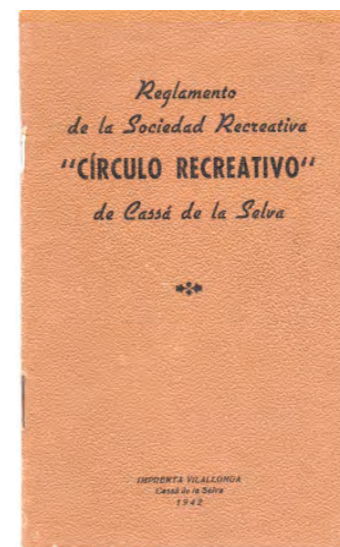 Reglamento
de la Sociedad Recreativa
"CÍRCULO RECREATIVO"
de Cassá de la Selva
IMPRENTA VILALLONGA
Cassá de la Selva
1942